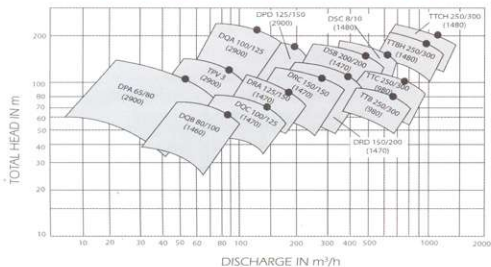 DPD 125/150
(2900)
DSC 8/10
(1480)
TTCH 250/300
(1480)
DQA 100/125
(2900)
DSB 200/200
(1470)
TTBH 250/300
(1480)
DPA 65/80
(2900)
TPV 3
(2900)
DRA 125/150
(1470)
DRC 150/150
(1470)
TTC 250/300
(980)
DQB 80/100
(1460)
DQC 100/125
(1470)
TTB 250/300
(980)
DRD 150/200
(1470)
TOTAL HEAD IN m
200
100
80
70
60
50
40
30
20
10
10 20 30 40 50 60 80 100 200 300 400 500 1000 2000
DISCHARGE IN m³/h